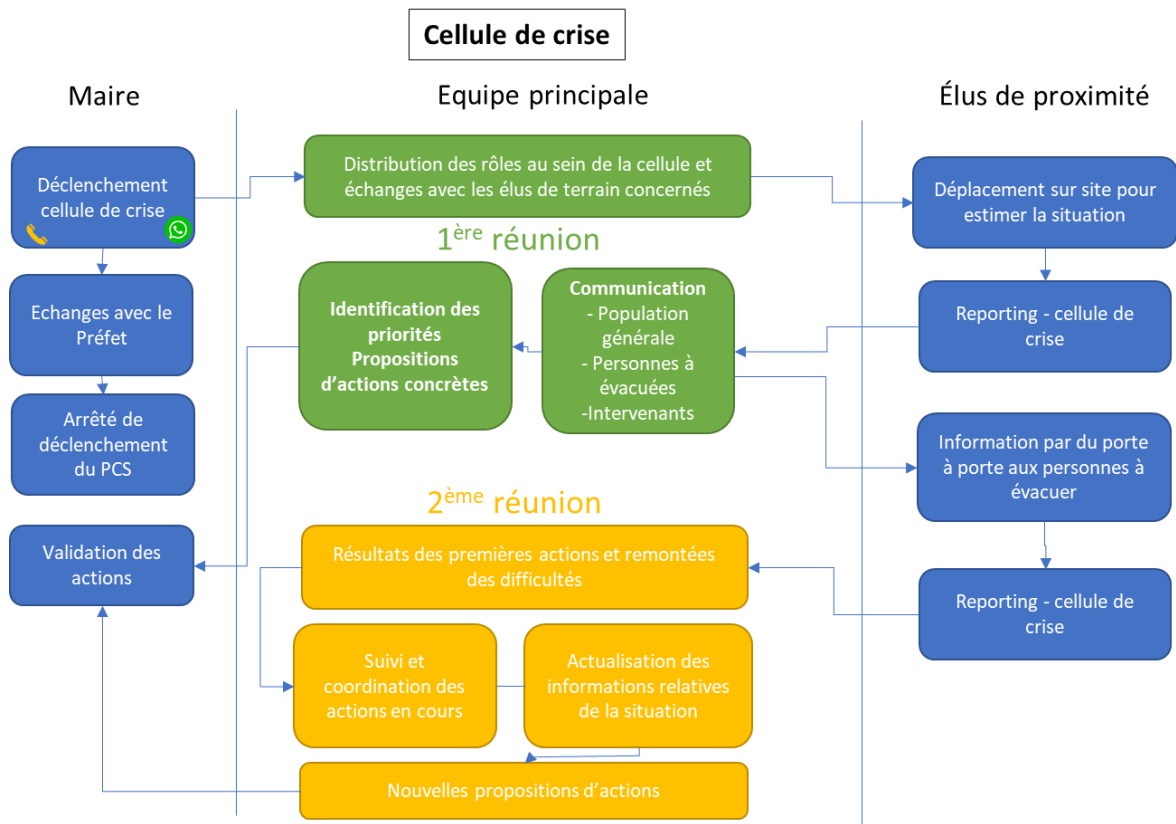 Cellule de crise
Maire
Equipe principale
Élus de proximité
Déclenchement
cellule de crise
Echanges avec le
Préfet
Arrêté de
déclenchement
du PCS
Validation des
actions
Distribution des rôles au sein de la cellule et
échanges avec les élus de terrain concernés
1ère réunion
Identification des
priorités
Propositions
d’actions concrètes
Communication
- Population
générale
- Personnes à
évacuées
-Intervenants
2ème réunion
Résultats des premières actions et remontées
des difficultés
Suivi et
coordination des
actions en cours
Actualisation des
informations relatives
de la situation
Nouvelles propositions d’actions
Déplacement sur site pour
estimer la situation
Reporting - cellule de
crise
Information par du porte
à porte aux personnes à
évacuer
Reporting - cellule de
crise